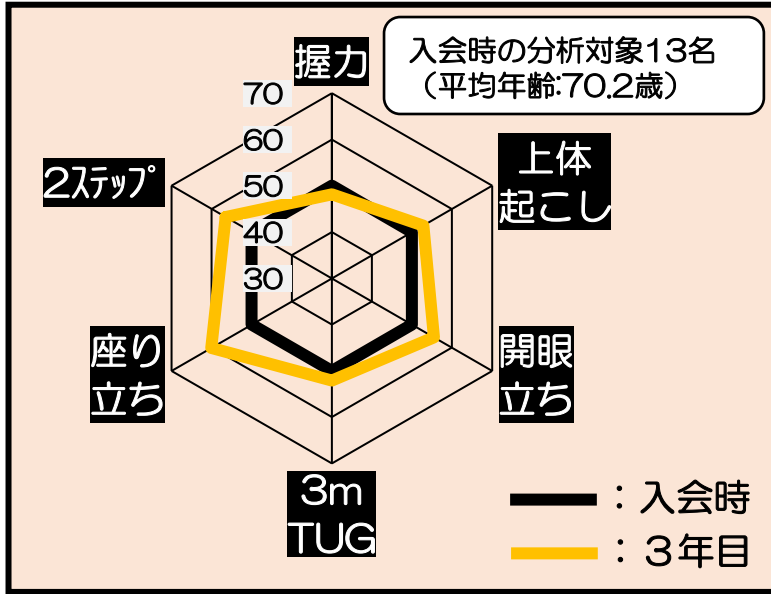 握力
入会時の分析対象13名
（平均年齢:70.2歳）
70
60
50
40
30
2ｽﾃｯﾌﾟ
上体
起こし
座り
立ち
開眼
立ち
3m
TUG
：入会時
：３年目